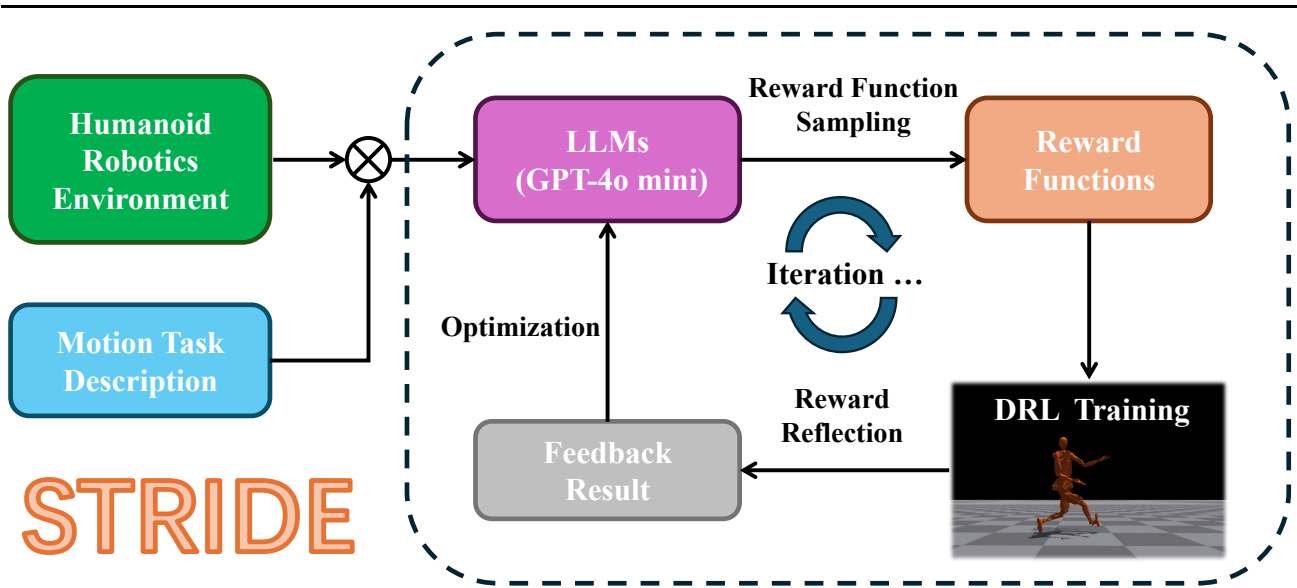 Humanoid
Robotics
Environment
Motion Task
Description
STRIDE
LLMs
(GPT-4o mini)
Reward Function
Sampling
Reward
Functions
Iteration …
Optimization
DRL Training
Reward
Reflection
Feedback
Result